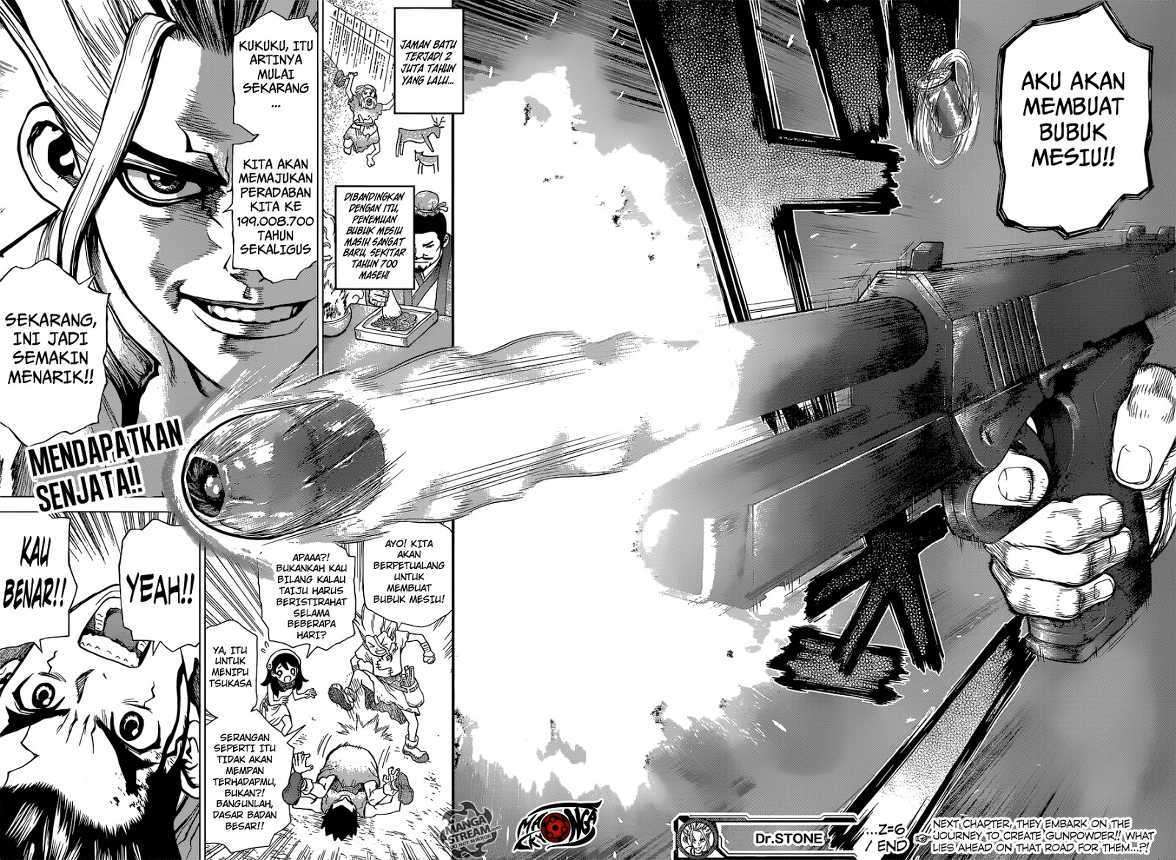 AKU AKAN
MEMBUAT
BUBUK
MESIU!!
JAMAN BATU
TERJADI 2
JUTA TAHUN
YANG LALU...
DIBANDINGKAN
DENGAN ITU,
PENEMUAN
BUBUK MESIU
MASIH SANGAT
BARU, SEKITAR
TAHUN 700
MASEHI
KUKUKU, ITU
ARTINYA
MULAI
SEKARANG
...
KITA AKAN
MEMAJUKAN
PERADABAN
KITA KE
199.008.700
TAHUN
SEKALIGUS
SEKARANG,
INI JADI
SEMAKIN
MENARIK!!
MENDAPATKAN
SENJATA!!
AYO! KITA
AKAN
BERPETUALANG
UNTUK
MEMBUAT
BUBUK MESIU!
APAAA?!
BUKANKAH KAU
BILANG KALAU
TAIJU HARUS
BERISTIRAHAT
SELAMA
BEBERAPA
HARI?
YA, ITU
UNTUK
MENIPU
TSUKASA
SERANGAN
SEPERTI ITU
TIDAK AKAN
MEMPAN
TERHADAPMU,
BUKAN?!
BANGUNLAH,
DASAR BADAN
BESAR!!
YEAH!!
KAU
BENAR!!
MANGA
STREAM
Dr.STONE
...Z=6
/ END
NEXT CHAPTER, THEY EMBARK ON THE
JOURNEY TO CREATE GUNPOWDER!! WHAT
LIES AHEAD ON THAT ROAD FOR THEM...?!